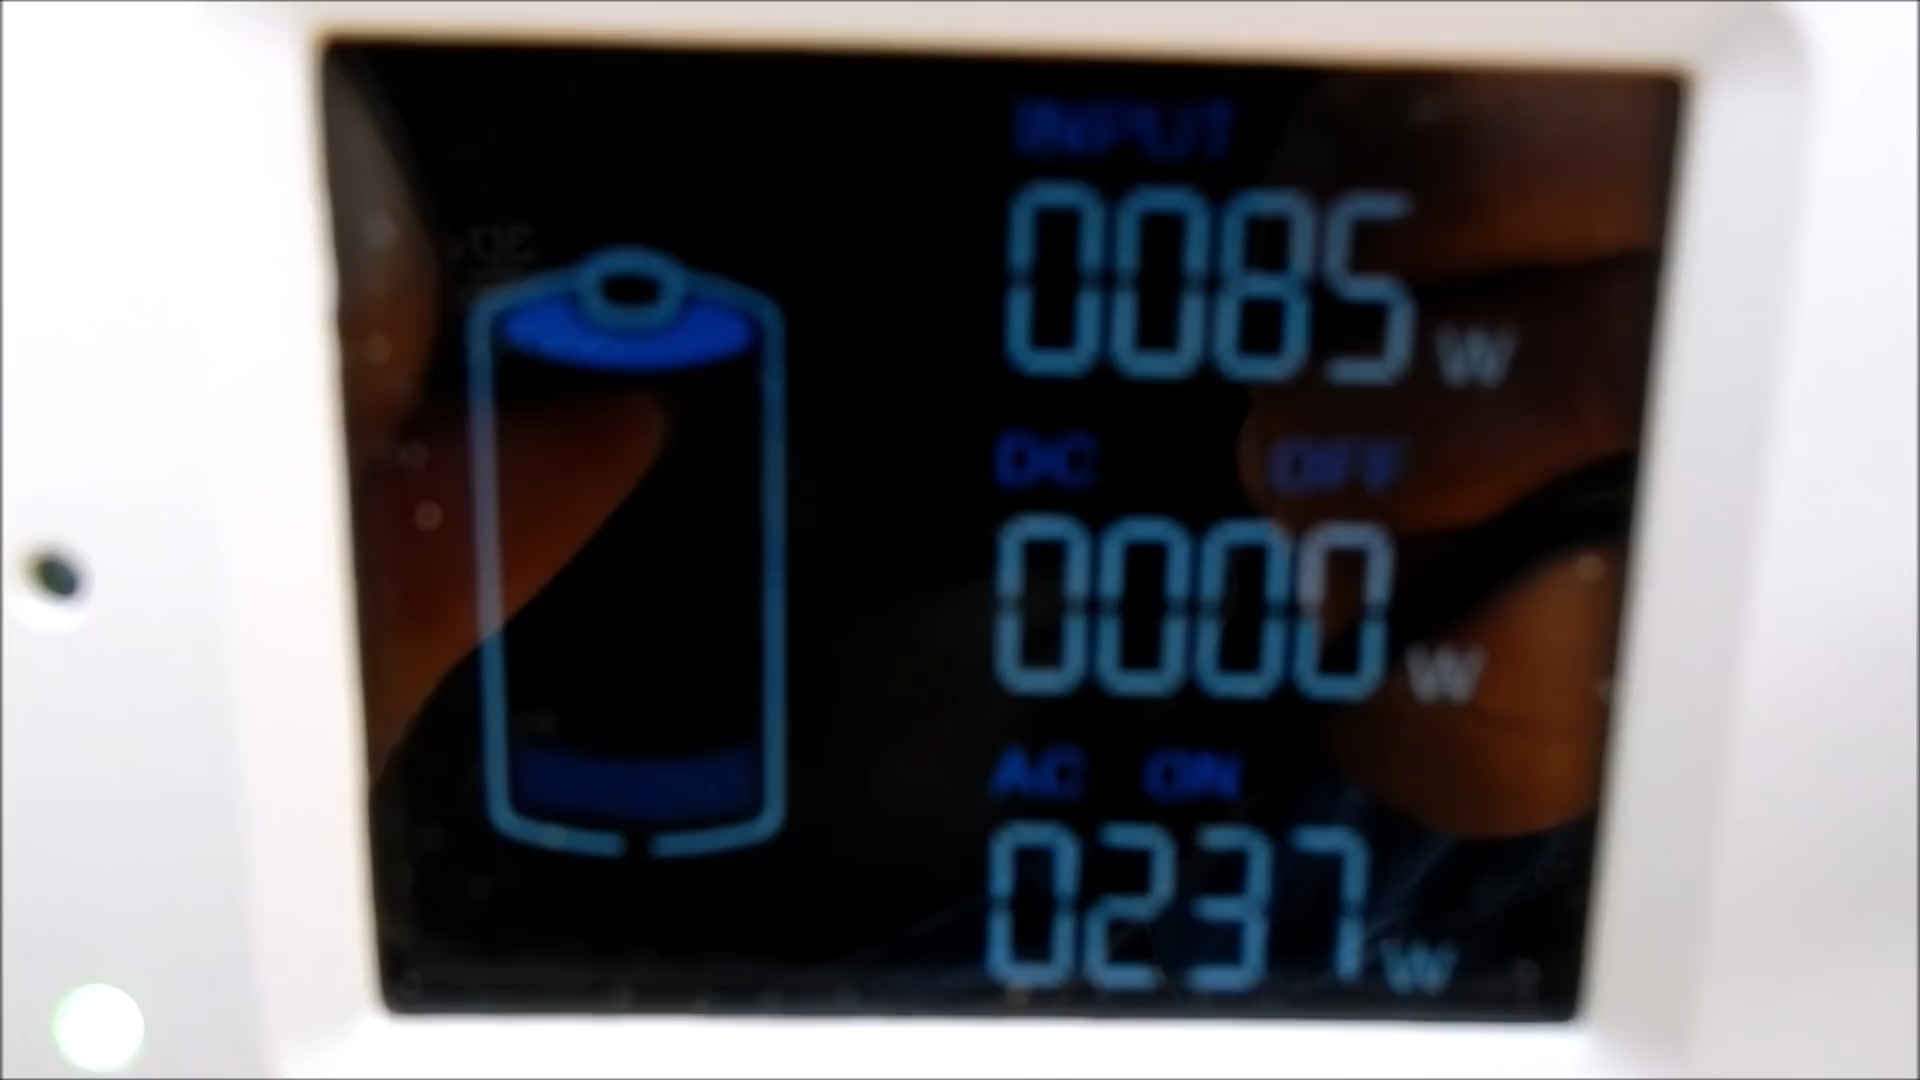 INPUT
0085 W
DC OFF
0000 W
AC ON
0237 W